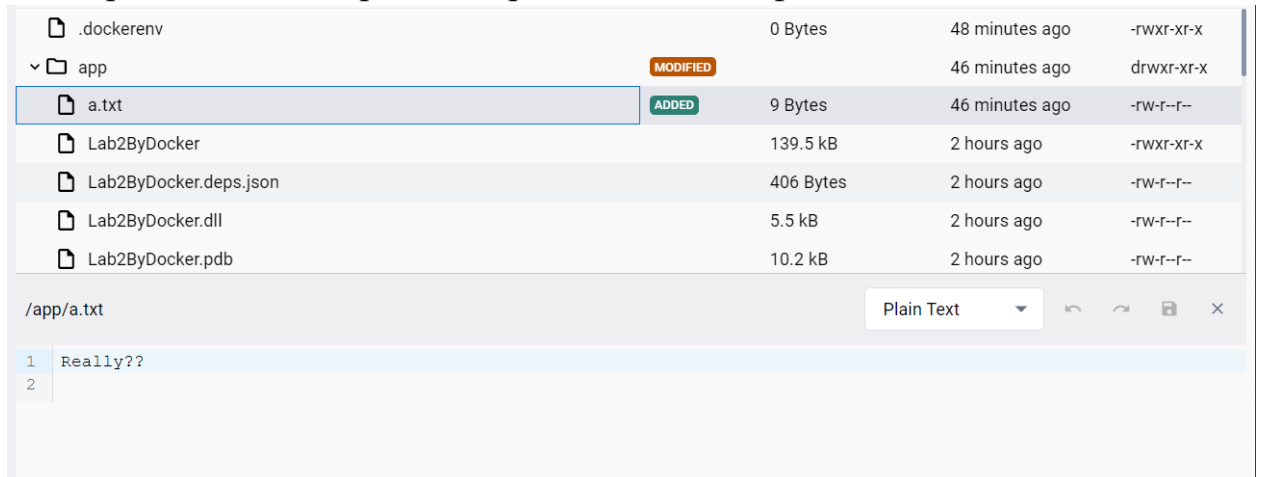 .dockerenv 0 Bytes 48 minutes ago -rwxr-xr-x
app MODIFIED 46 minutes ago drwxr-xr-x
a.txt ADDED 9 Bytes 46 minutes ago -rw-r--r--
Lab2ByDocker 139.5 kB 2 hours ago -rwxr-xr-x
Lab2ByDocker.deps.json 406 Bytes 2 hours ago -rw-r--r--
Lab2ByDocker.dll 5.5 kB 2 hours ago -rw-r--r--
Lab2ByDocker.pdb 10.2 kB 2 hours ago -rw-r--r--
/app/a.txt Plain Text
1 Really??
2